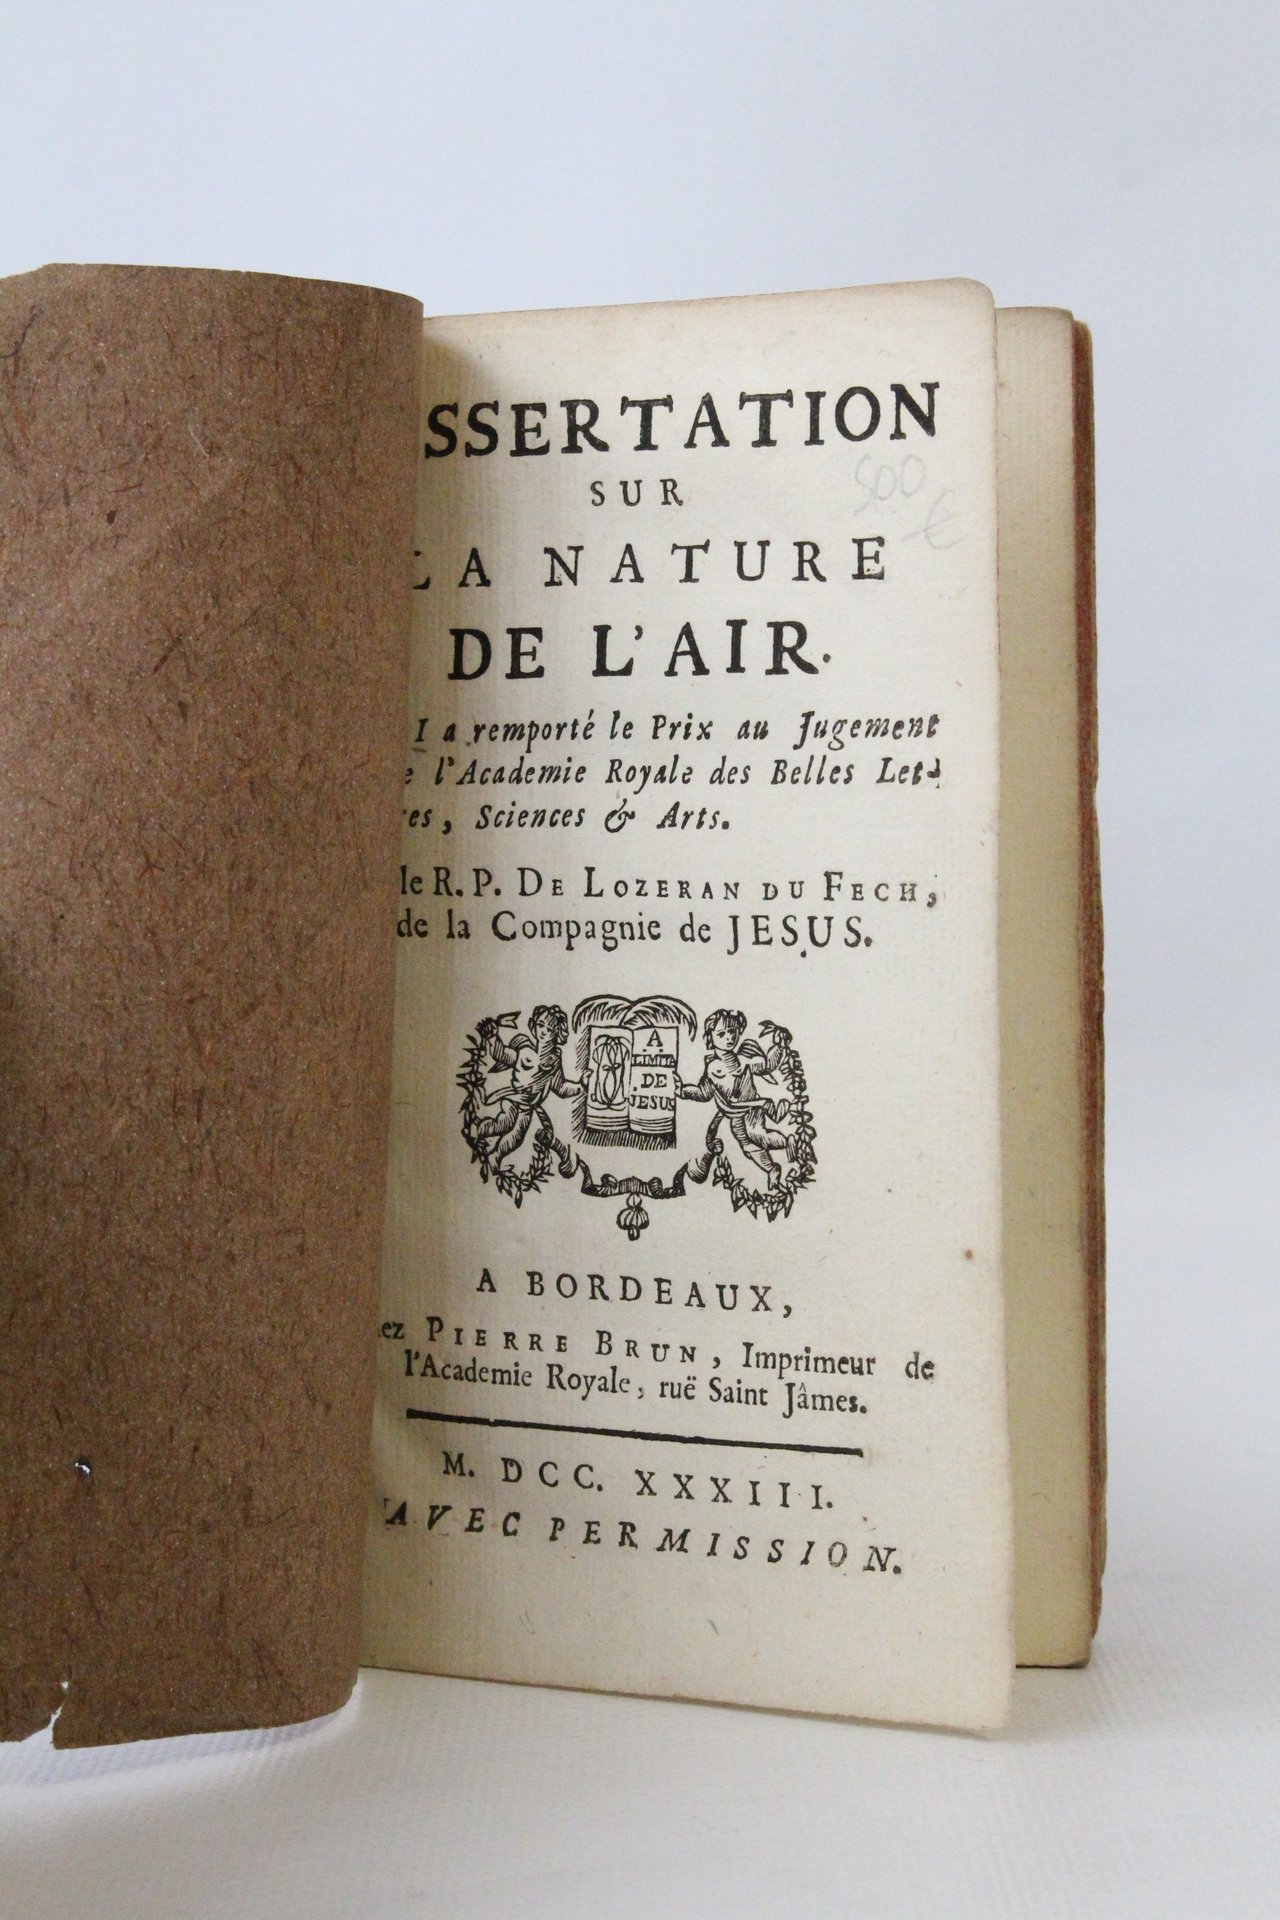 SSERTATION
SUR
LA NATURE
DE L'AIR.
I a remporté le Prix au Jugement
e l'Academie Royale des Belles Let-
res, Sciences & Arts.
le R. P. DE LOZERAN DU FECH,
de la Compagnie de JESUS.
A
LIMITA
DE
JESUS
A BORDEAUX,
ez PIERRE BRUN, Imprimeur de
l'Academie Royale, ruë Saint Jâmes.
M. DCC. XXXIII.
AVEC PERMISSION.